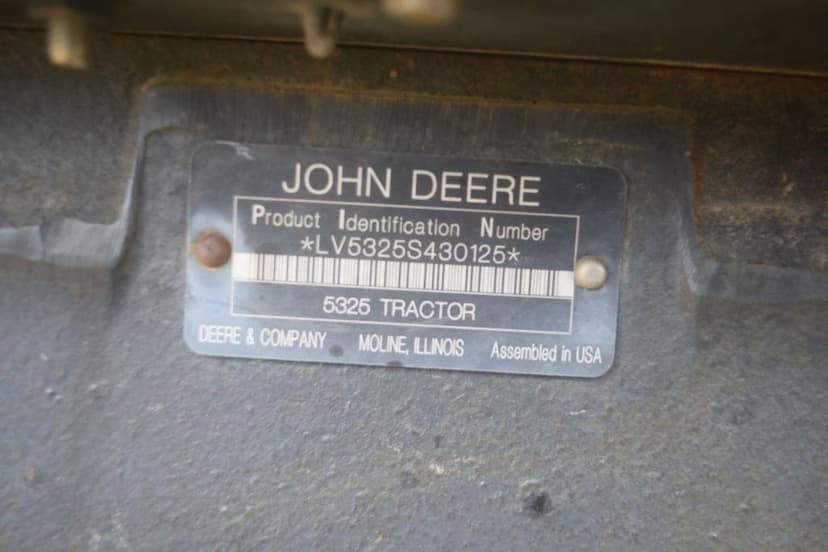 JOHN DEERE
Product Identification Number
*LV5325S430125*
5325 TRACTOR
DEERE & COMPANY MOLINE, ILLINOIS Assembled in USA